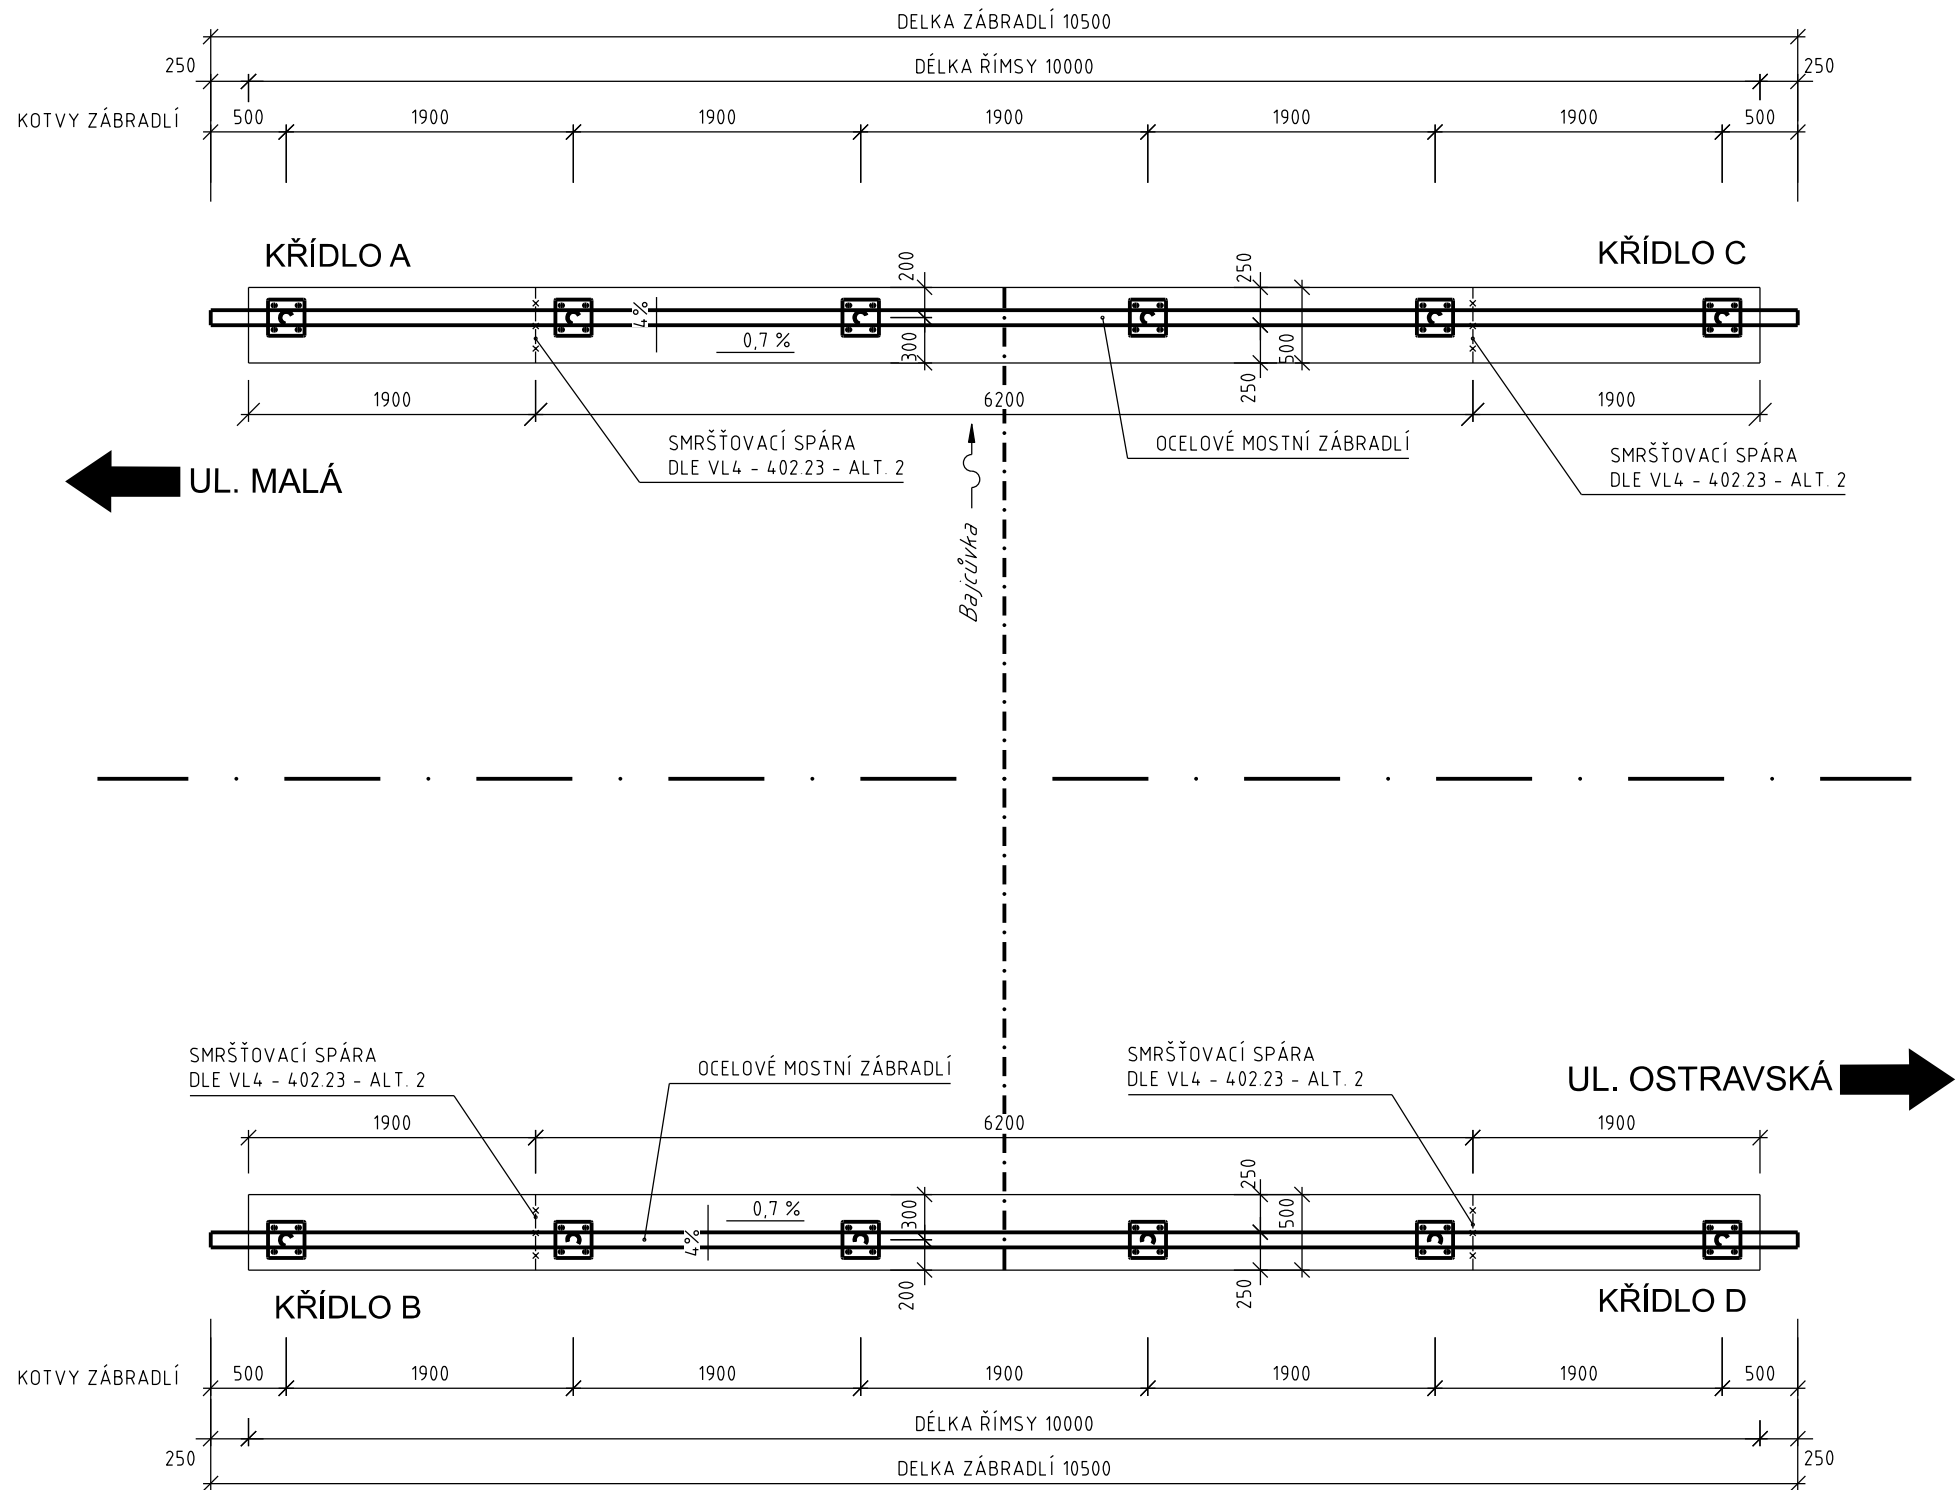 DELKA ZÁBRADLÍ 10500
250
DÉLKA ŘÍMSY 10000
250
KOTVY ZÁBRADLÍ
500
1900
1900
1900
1900
1900
500
KŘÍDLO A
KŘÍDLO C
200
300
250
250
500
4%
0,7 %
1900
6200
1900
SMRŠŤOVACÍ SPÁRA
DLE VL4 - 402.23 - ALT. 2
OCELOVÉ MOSTNÍ ZÁBRADLÍ
SMRŠŤOVACÍ SPÁRA
DLE VL4 - 402.23 - ALT. 2
UL. MALÁ
Bajcůvka
SMRŠŤOVACÍ SPÁRA
DLE VL4 - 402.23 - ALT. 2
OCELOVÉ MOSTNÍ ZÁBRADLÍ
SMRŠŤOVACÍ SPÁRA
DLE VL4 - 402.23 - ALT. 2
UL. OSTRAVSKÁ
1900
6200
1900
4%
0,7 %
300
200
250
250
500
KŘÍDLO B
KŘÍDLO D
KOTVY ZÁBRADLÍ
500
1900
1900
1900
1900
1900
500
DÉLKA ŘÍMSY 10000
250
250
DELKA ZÁBRADLÍ 10500